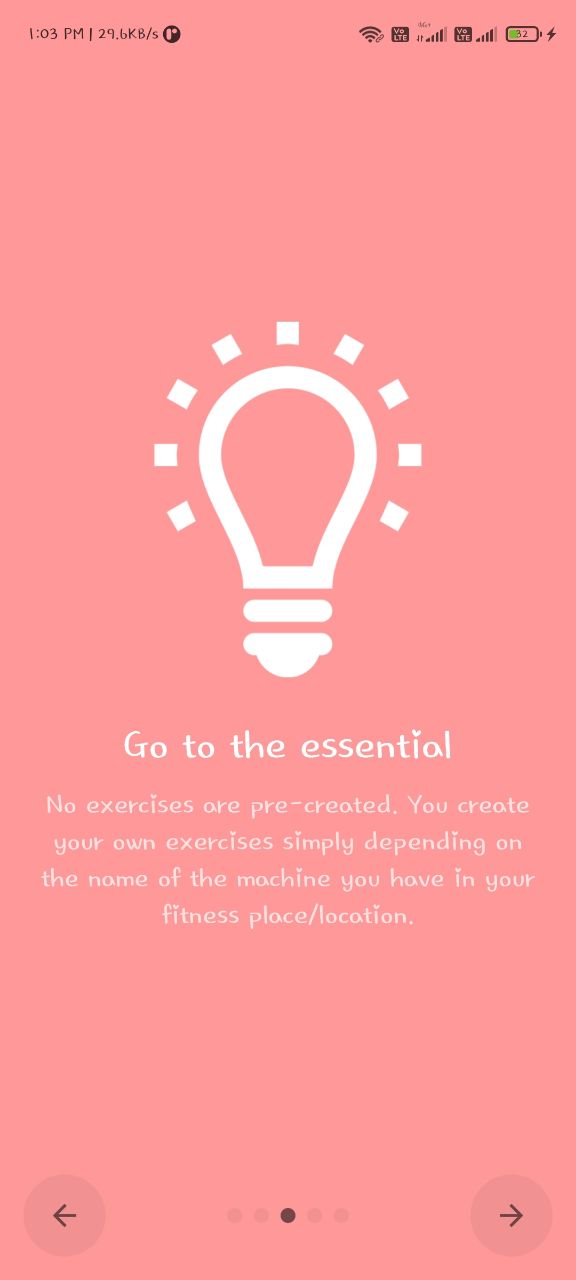 1:03 PM | 29.6KB/s
Vo LTE
Vo LTE
32
Go to the essential
No exercises are pre-created. You create
your own exercises simply depending on
the name of the machine you have in your
fitness place/location.